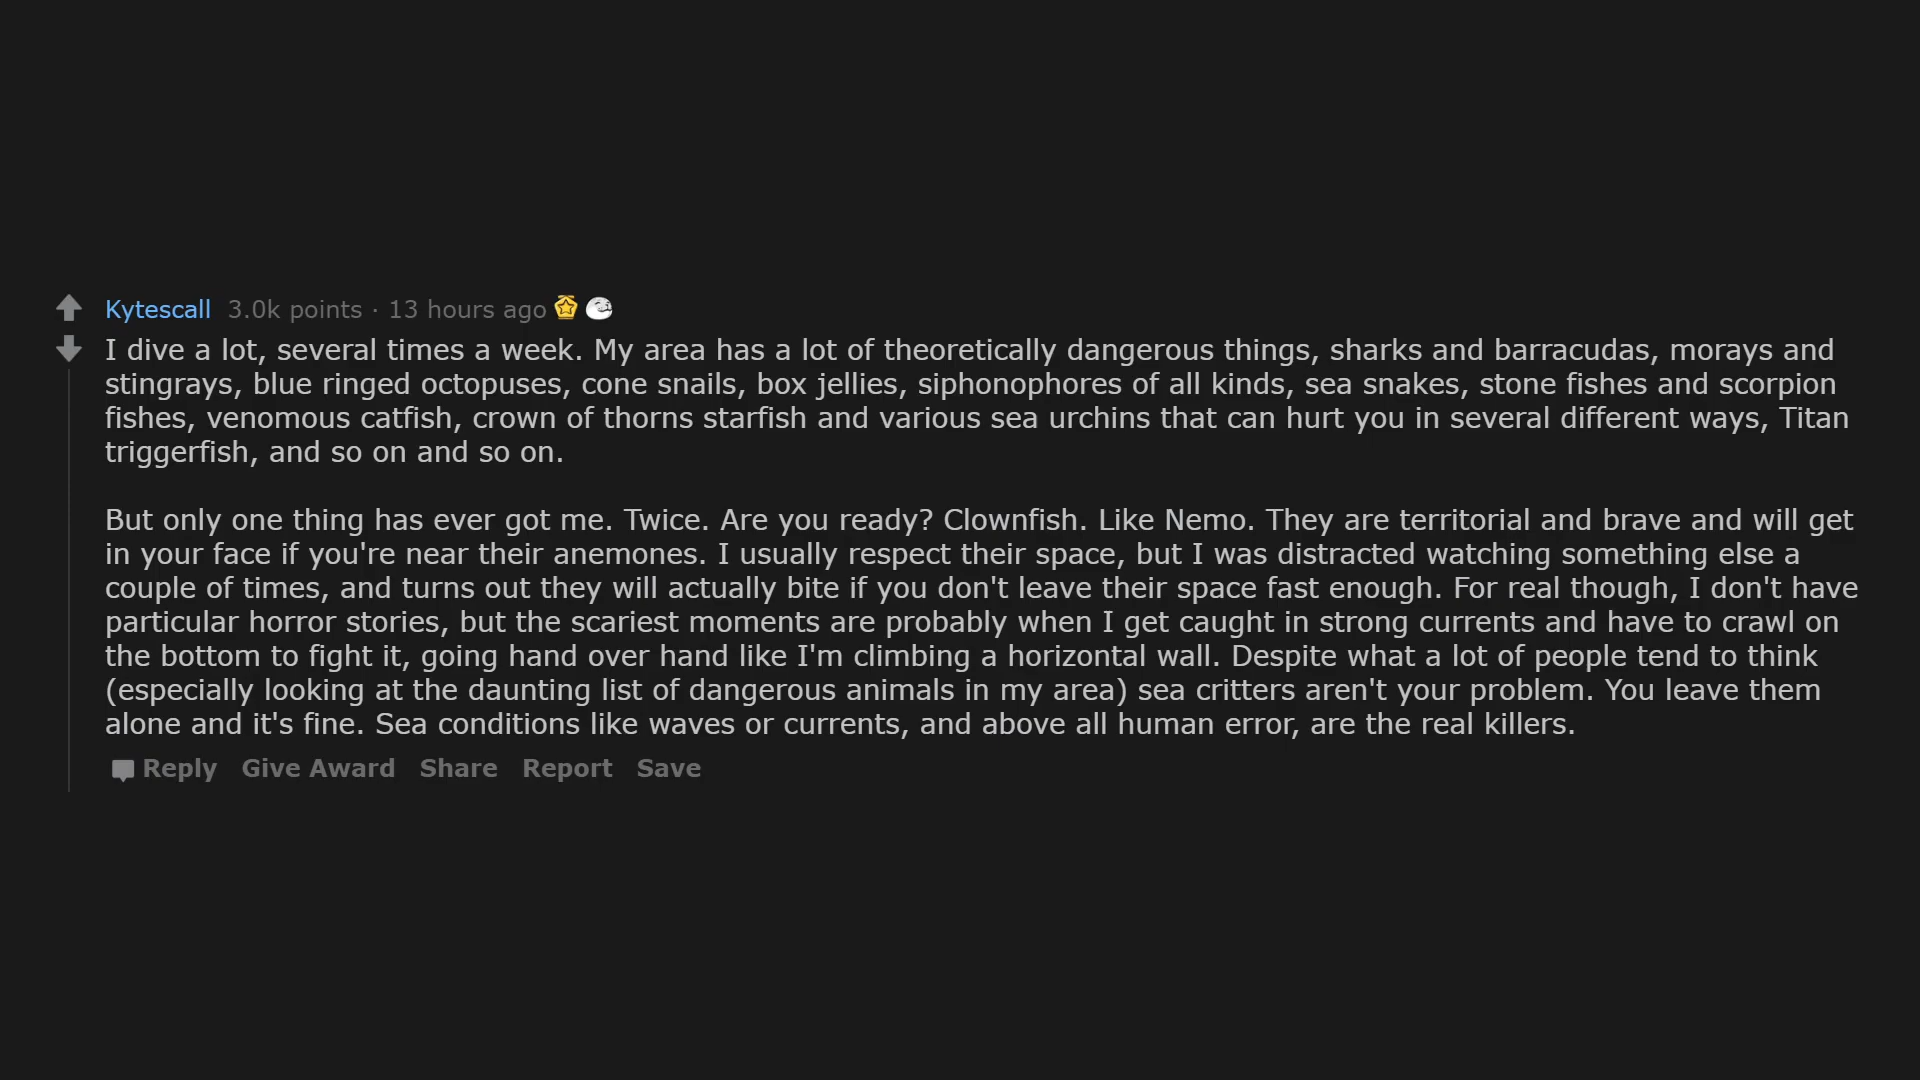 Kytescall 3.0k points · 13 hours ago
I dive a lot, several times a week. My area has a lot of theoretically dangerous things, sharks and barracudas, morays and
stingrays, blue ringed octopuses, cone snails, box jellies, siphonophores of all kinds, sea snakes, stone fishes and scorpion
fishes, venomous catfish, crown of thorns starfish and various sea urchins that can hurt you in several different ways, Titan
triggerfish, and so on and so on.
But only one thing has ever got me. Twice. Are you ready? Clownfish. Like Nemo. They are territorial and brave and will get
in your face if you're near their anemones. I usually respect their space, but I was distracted watching something else a
couple of times, and turns out they will actually bite if you don't leave their space fast enough. For real though, I don't have
particular horror stories, but the scariest moments are probably when I get caught in strong currents and have to crawl on
the bottom to fight it, going hand over hand like I'm climbing a horizontal wall. Despite what a lot of people tend to think
(especially looking at the daunting list of dangerous animals in my area) sea critters aren't your problem. You leave them
alone and it's fine. Sea conditions like waves or currents, and above all human error, are the real killers.
Reply Give Award Share Report Save